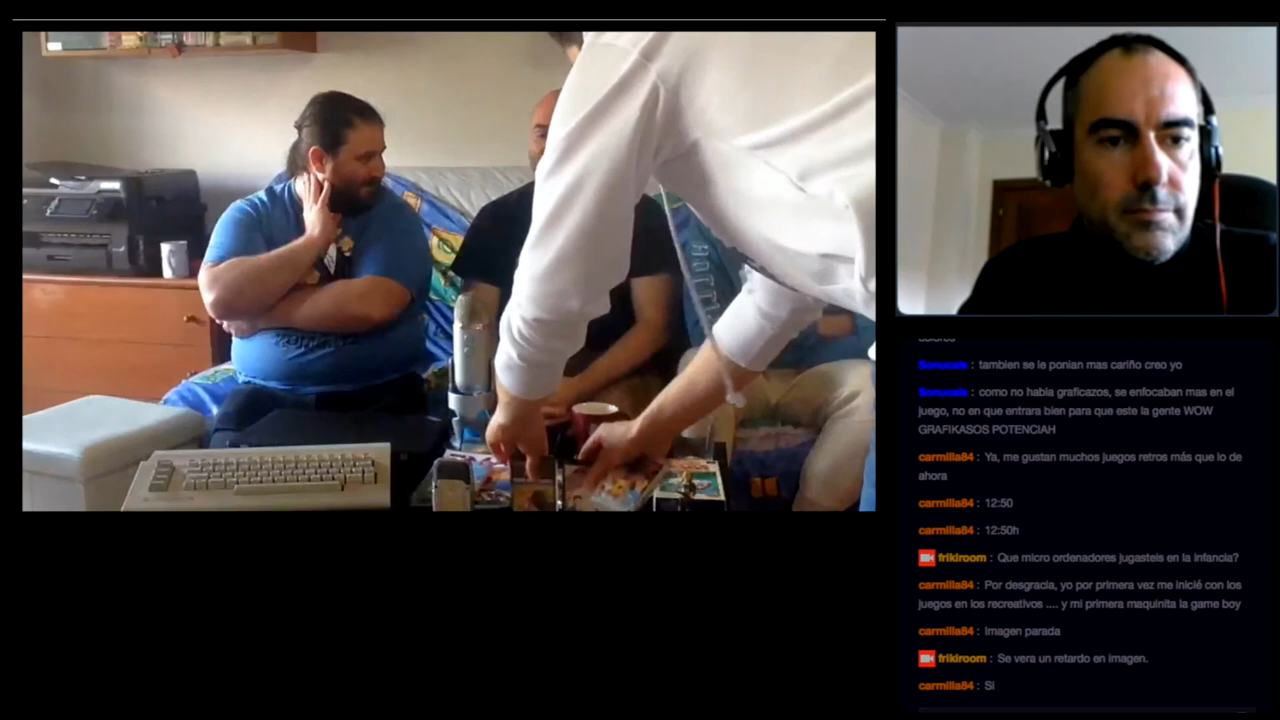 : tambien se le ponian mas cariño creo yo
: como no habia graficazos, se enfocaban mas en el
juego, no en que entrara bien para que este la gente WOW
GRAFIKASOS POTENCIAH
carmilla84 : Ya, me gustan muchos juegos retros más que lo de
ahora
carmilla84 : 12:50
carmilla84 : 12:50h
frikiroom : Que micro ordenadores jugasteis en la infancia?
carmilla84 : Por desgracia, yo por primera vez me inicié con los
juegos en los recreativos .... y mi primera maquinita la game boy
carmilla84 : Imagen parada
frikiroom : Se vera un retardo en imagen.
carmilla84 : Si